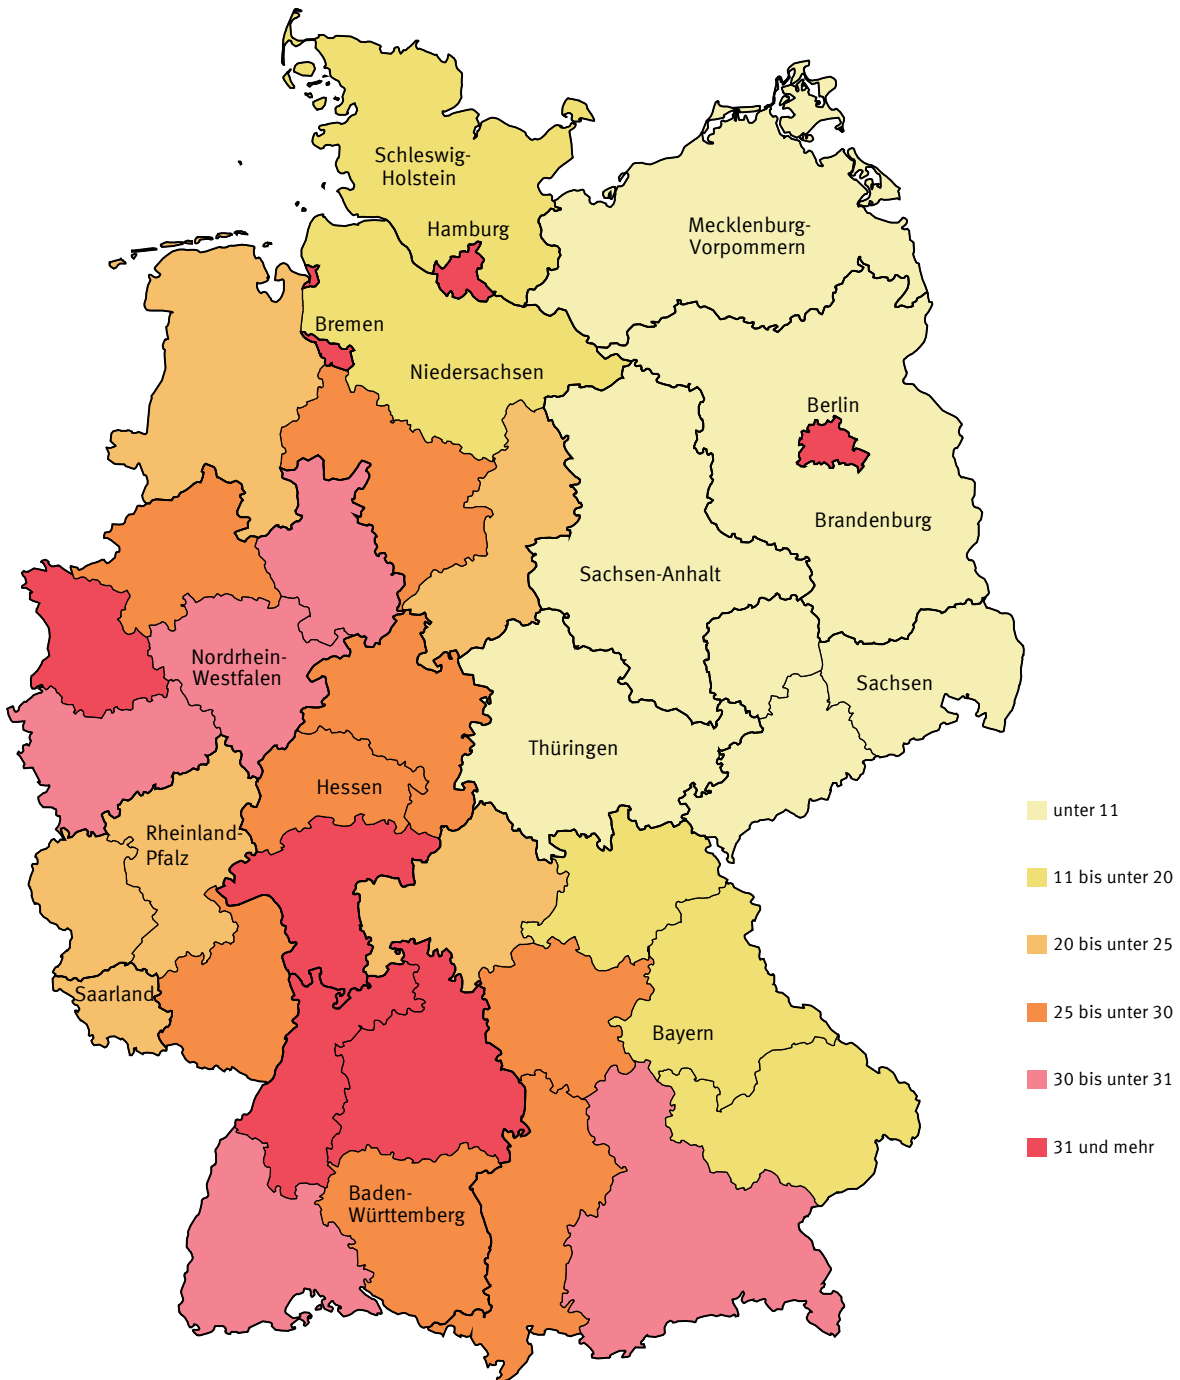 Schleswig-
Holstein
Hamburg
Mecklenburg-
Vorpommern
Bremen
Niedersachsen
Berlin
Brandenburg
Sachsen-Anhalt
Nordrhein-
Westfalen
Sachsen
Thüringen
Hessen
Rheinland-
Pfalz
Saarland
Bayern
Baden-
Württemberg
unter 11
11 bis unter 20
20 bis unter 25
25 bis unter 30
30 bis unter 31
31 und mehr